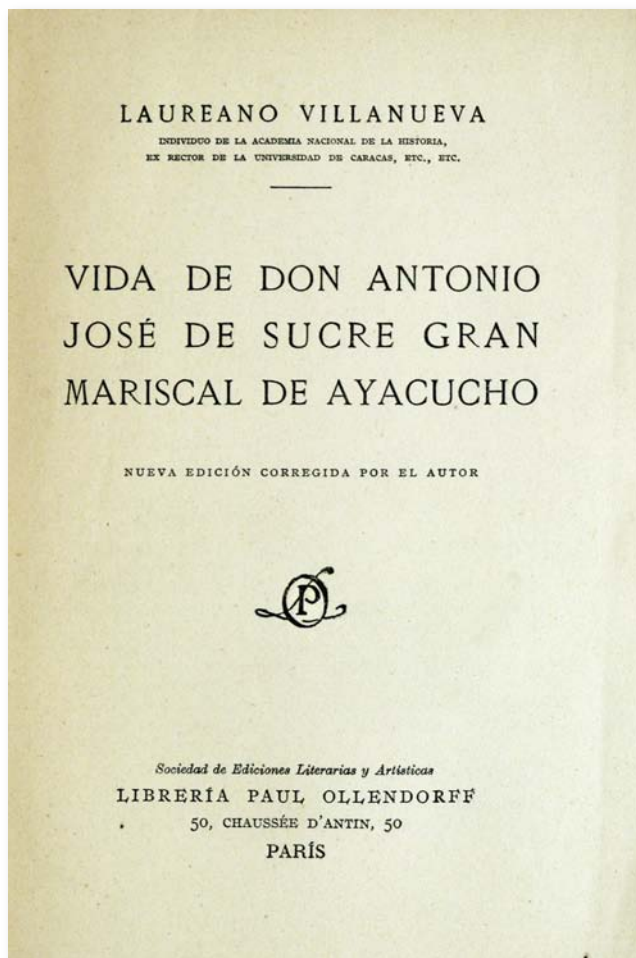 LAUREANO VILLANUEVA
INDIVIDUO DE LA ACADEMIA NACIONAL DE LA HISTORIA,
EX RECTOR DE LA UNIVERSIDAD DE CARACAS, ETC., ETC.
VIDA DE DON ANTONIO
JOSÉ DE SUCRE GRAN
MARISCAL DE AYACUCHO
NUEVA EDICIÓN CORREGIDA POR EL AUTOR
Sociedad de Ediciones Literarias y Artísticas
LIBRERÍA PAUL OLLENDORFF
50, CHAUSSÉE D'ANTIN, 50
PARÍS